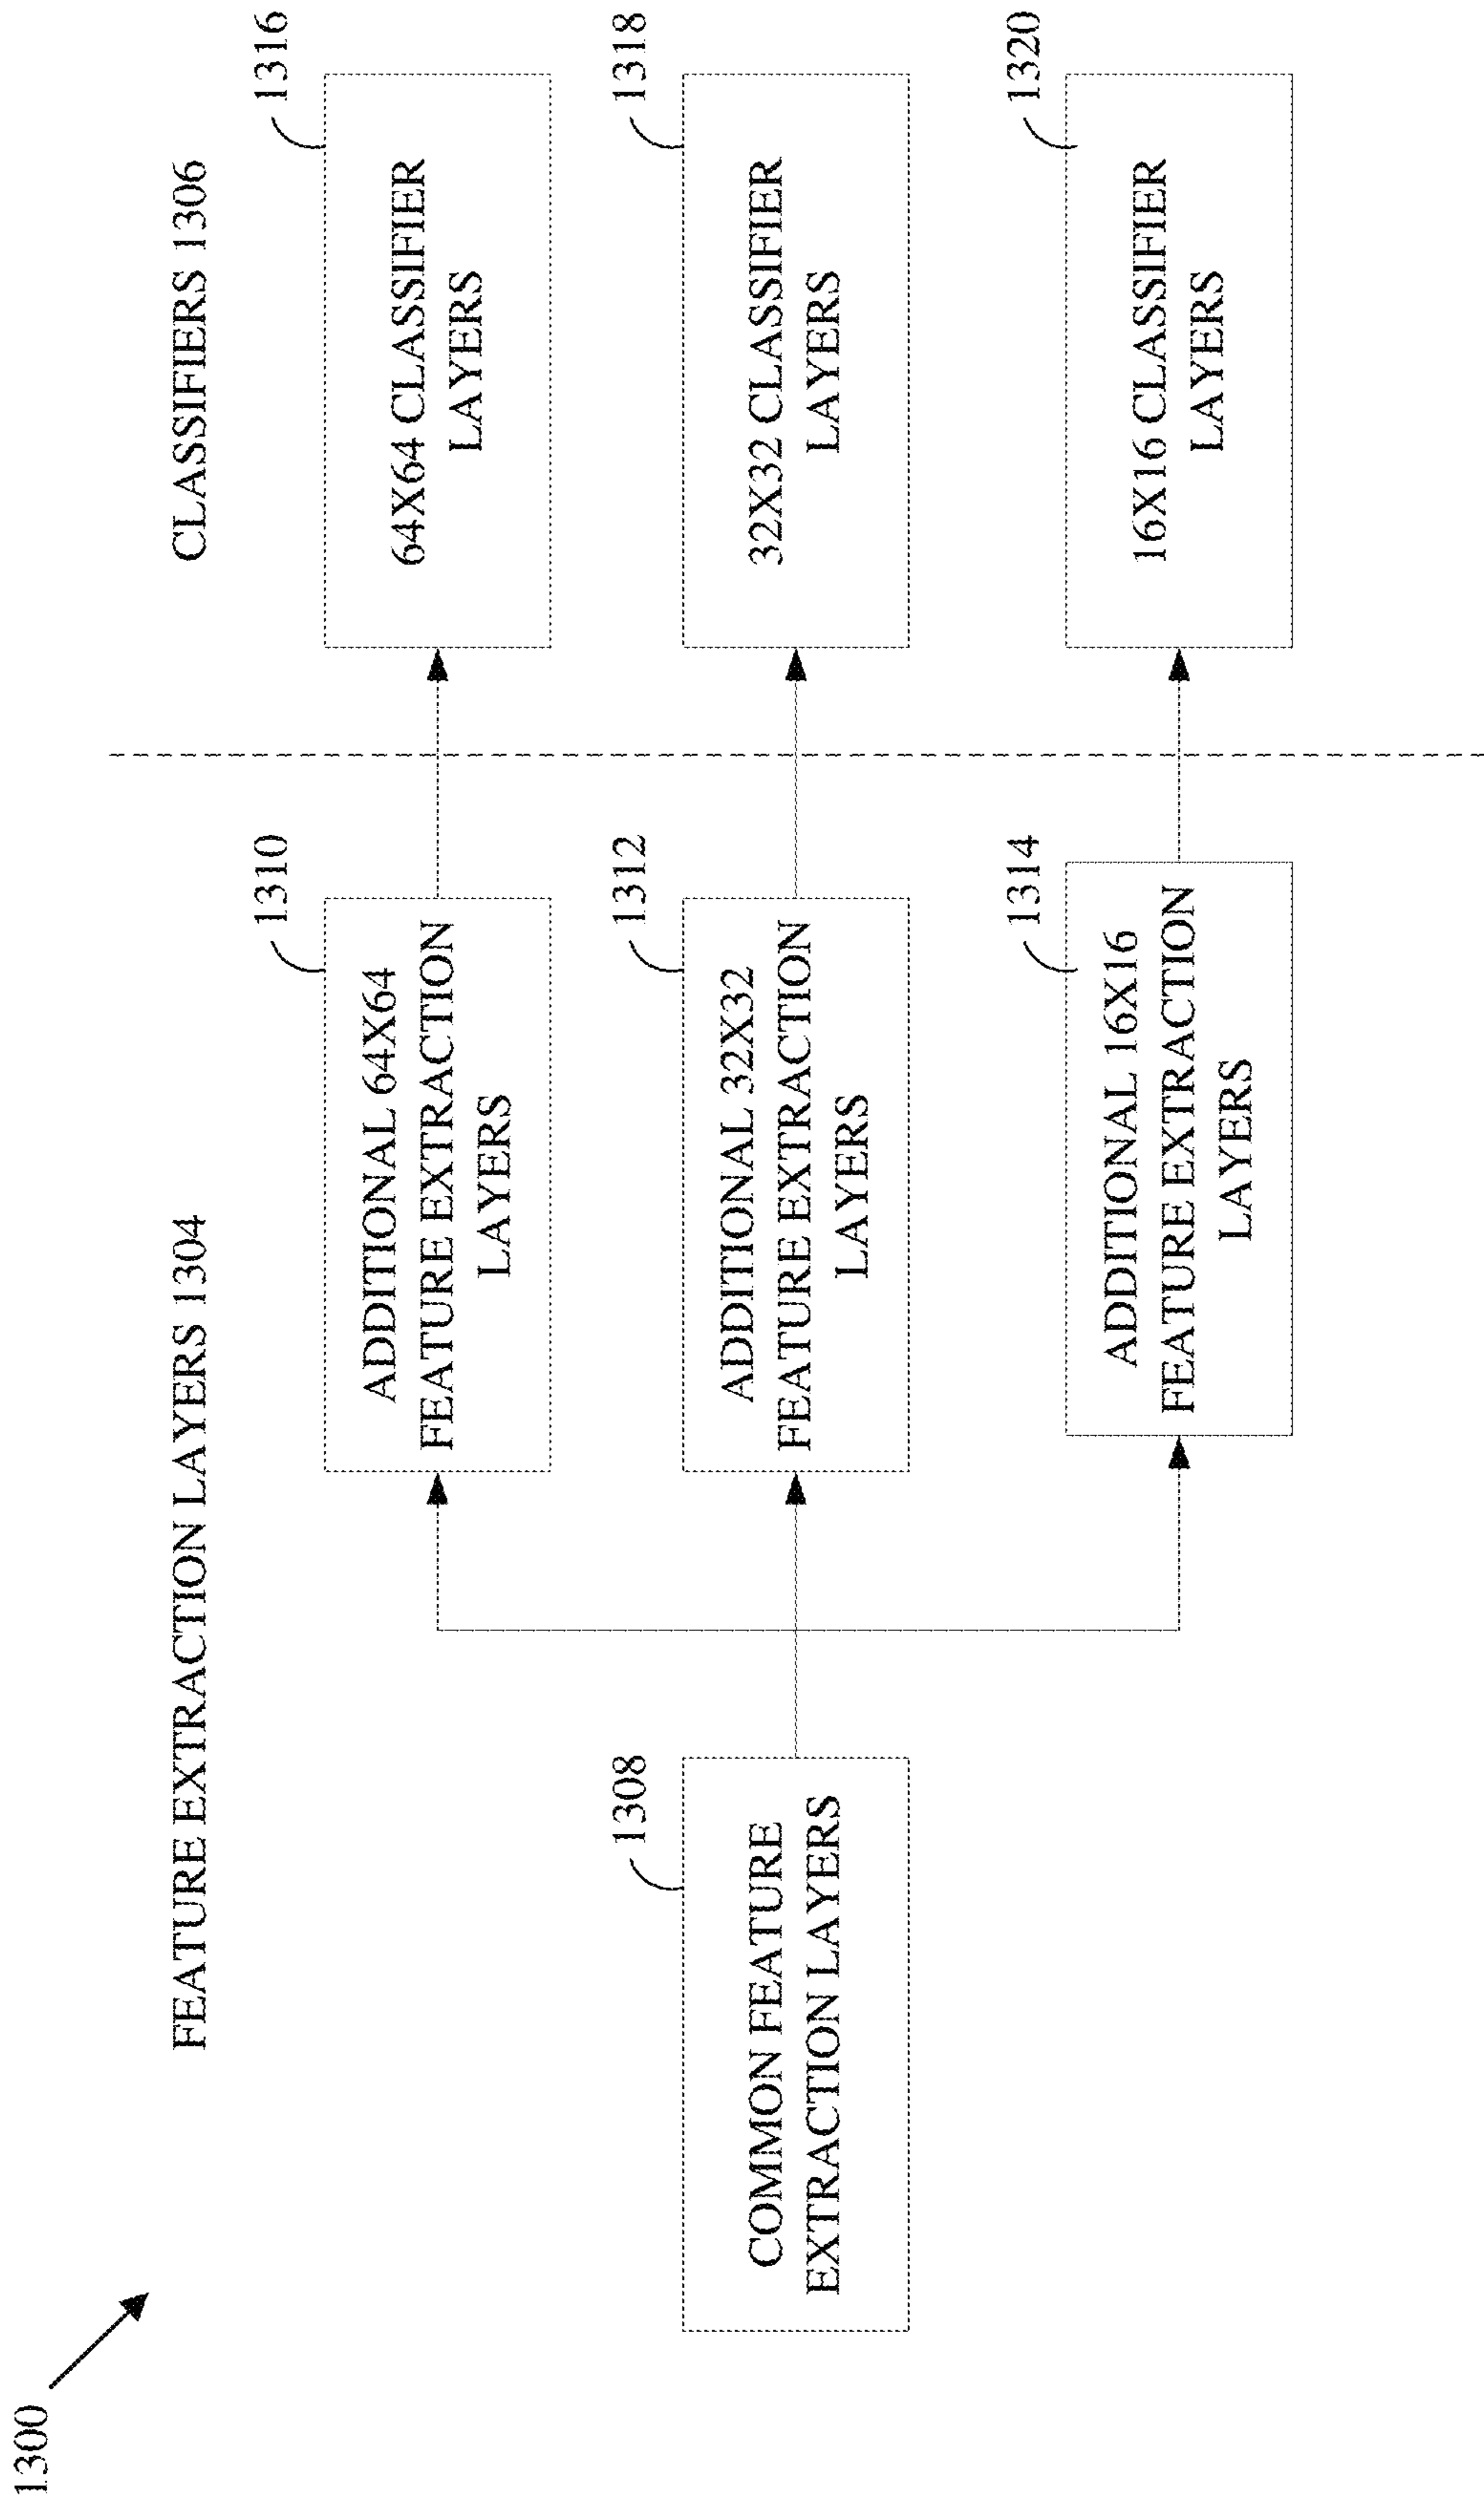 1300
FEATURE EXTRACTION LAYERS 1304
CLASSIFIERS 1306
1308
COMMON FEATURE
EXTRACTION LAYERS
1310
ADDITIONAL 64X64
FEATURE EXTRACTION
LAYERS
1316
64X64 CLASSIFIER
LAYERS
1312
ADDITIONAL 32X32
FEATURE EXTRACTION
LAYERS
1318
32X32 CLASSIFIER
LAYERS
1314
ADDITIONAL 16X16
FEATURE EXTRACTION
LAYERS
1320
16X16 CLASSIFIER
LAYERS